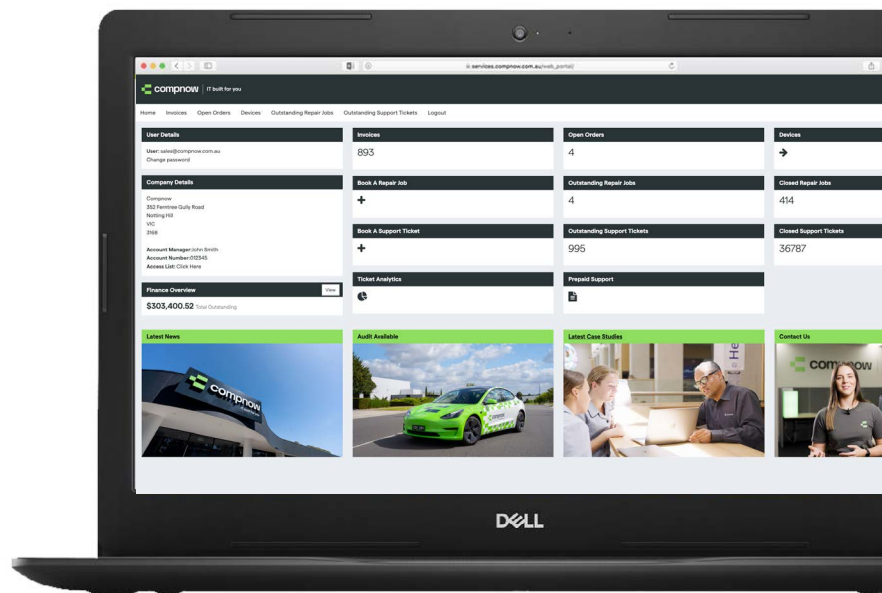 services.compnow.com.au/web_portal/
compnow | IT built for you
Home Invoices Open Orders Devices Outstanding Repair Jobs Outstanding Support Tickets Logout
User Details
User: sales@compnow.com.au
Change password
Company Details
Compnow
352 Ferntree Gully Road
Notting Hill
VIC
3168
Account Manager:John Smith
Account Number:012345
Access List: Click Here
Finance Overview
View
$303,400.52 Total Outstanding
Invoices
893
Open Orders
4
Devices
Book A Repair Job
Outstanding Repair Jobs
4
Closed Repair Jobs
414
Book A Support Ticket
Outstanding Support Tickets
995
Closed Support Tickets
36787
Ticket Analytics
Prepaid Support
Latest News
compnow
Audit Available
compnow
Latest Case Studies
He
Contact Us
compnow
DELL